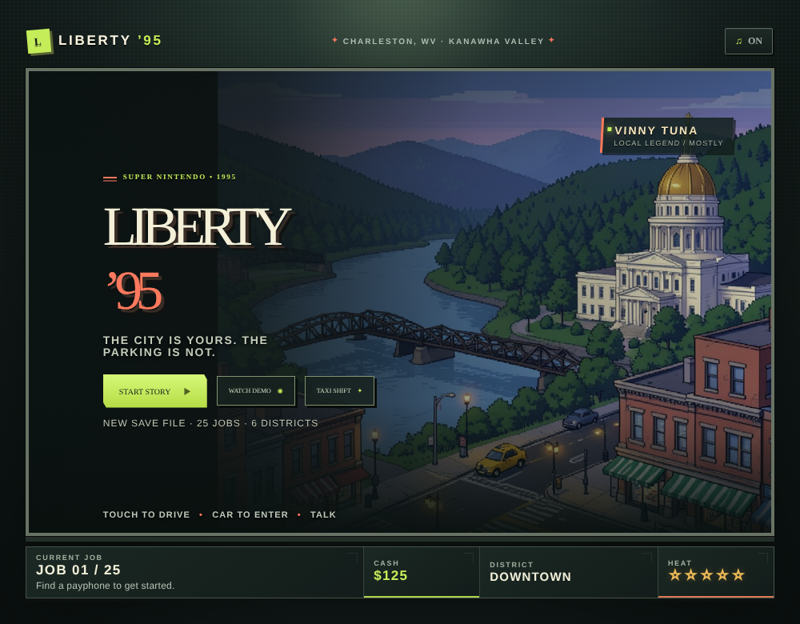 L LIBERTY ’95
✦ CHARLESTON, WV · KANAWHA VALLEY ✦
♫ ON
VINNY TUNA
LOCAL LEGEND / MOSTLY
SUPER NINTENDO • 1995
LIBERTY
’95
THE CITY IS YOURS. THE
PARKING IS NOT.
START STORY ▶
WATCH DEMO ◉
TAXI SHIFT ✦
NEW SAVE FILE · 25 JOBS · 6 DISTRICTS
TOUCH TO DRIVE • CAR TO ENTER • TALK
CURRENT JOB
JOB 01 / 25
Find a payphone to get started.
CASH
$125
DISTRICT
DOWNTOWN
HEAT
☆☆☆☆☆